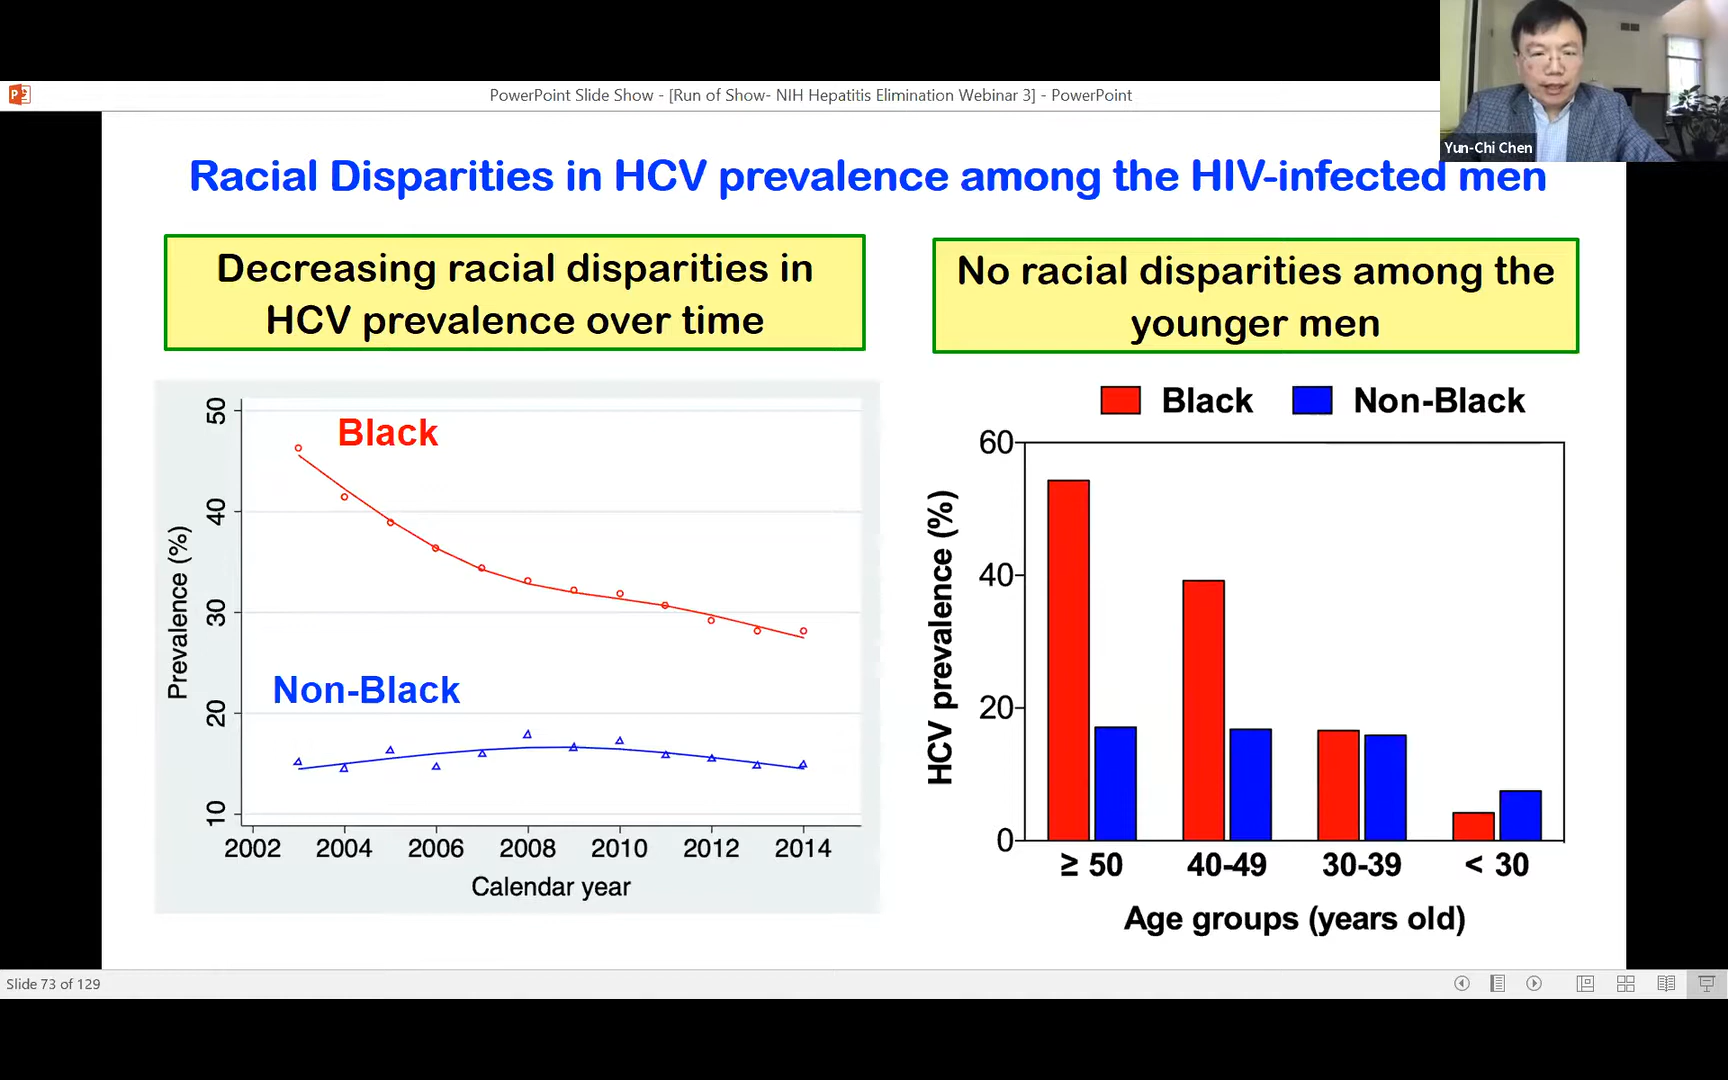 PowerPoint Slide Show - [Run of Show- NIH Hepatitis Elimination Webinar 3] - PowerPoint
Yun-Chi Chen
Racial Disparities in HCV prevalence among the HIV-infected men
Decreasing racial disparities in
HCV prevalence over time
No racial disparities among the
younger men
50
40
30
20
10
Prevalence (%)
Black
Non-Black
2002 2004 2006 2008 2010 2012 2014
Calendar year
Black Non-Black
60
40
20
0
HCV prevalence (%)
≥ 50 40-49 30-39 < 30
Age groups (years old)
Slide 73 of 129